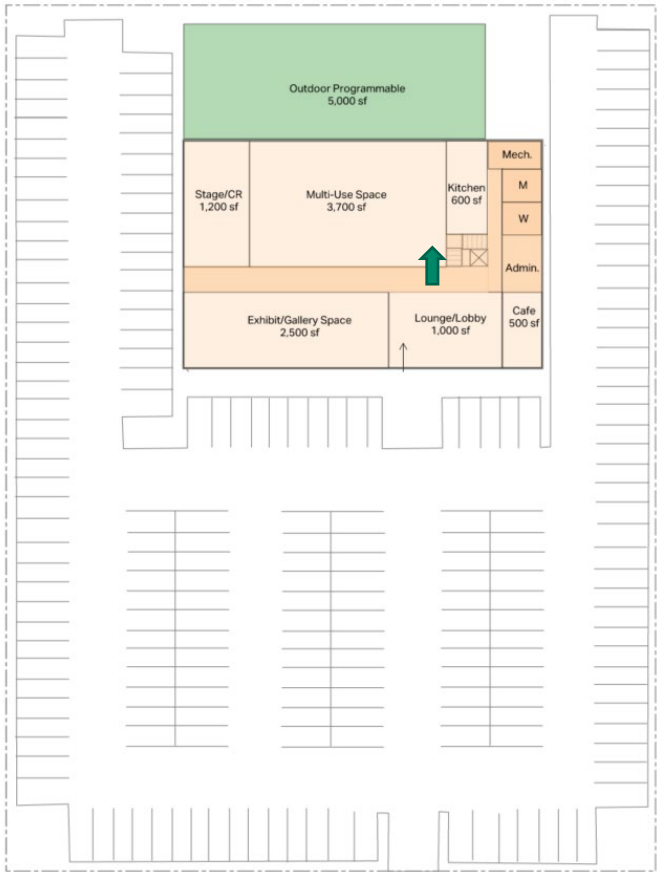 Outdoor Programmable
5,000 sf
Mech.
Stage/CR
1,200 sf
Multi-Use Space
3,700 sf
Kitchen
600 sf
M
W
Admin.
Exhibit/Gallery Space
2,500 sf
Lounge/Lobby
1,000 sf
Cafe
500 sf